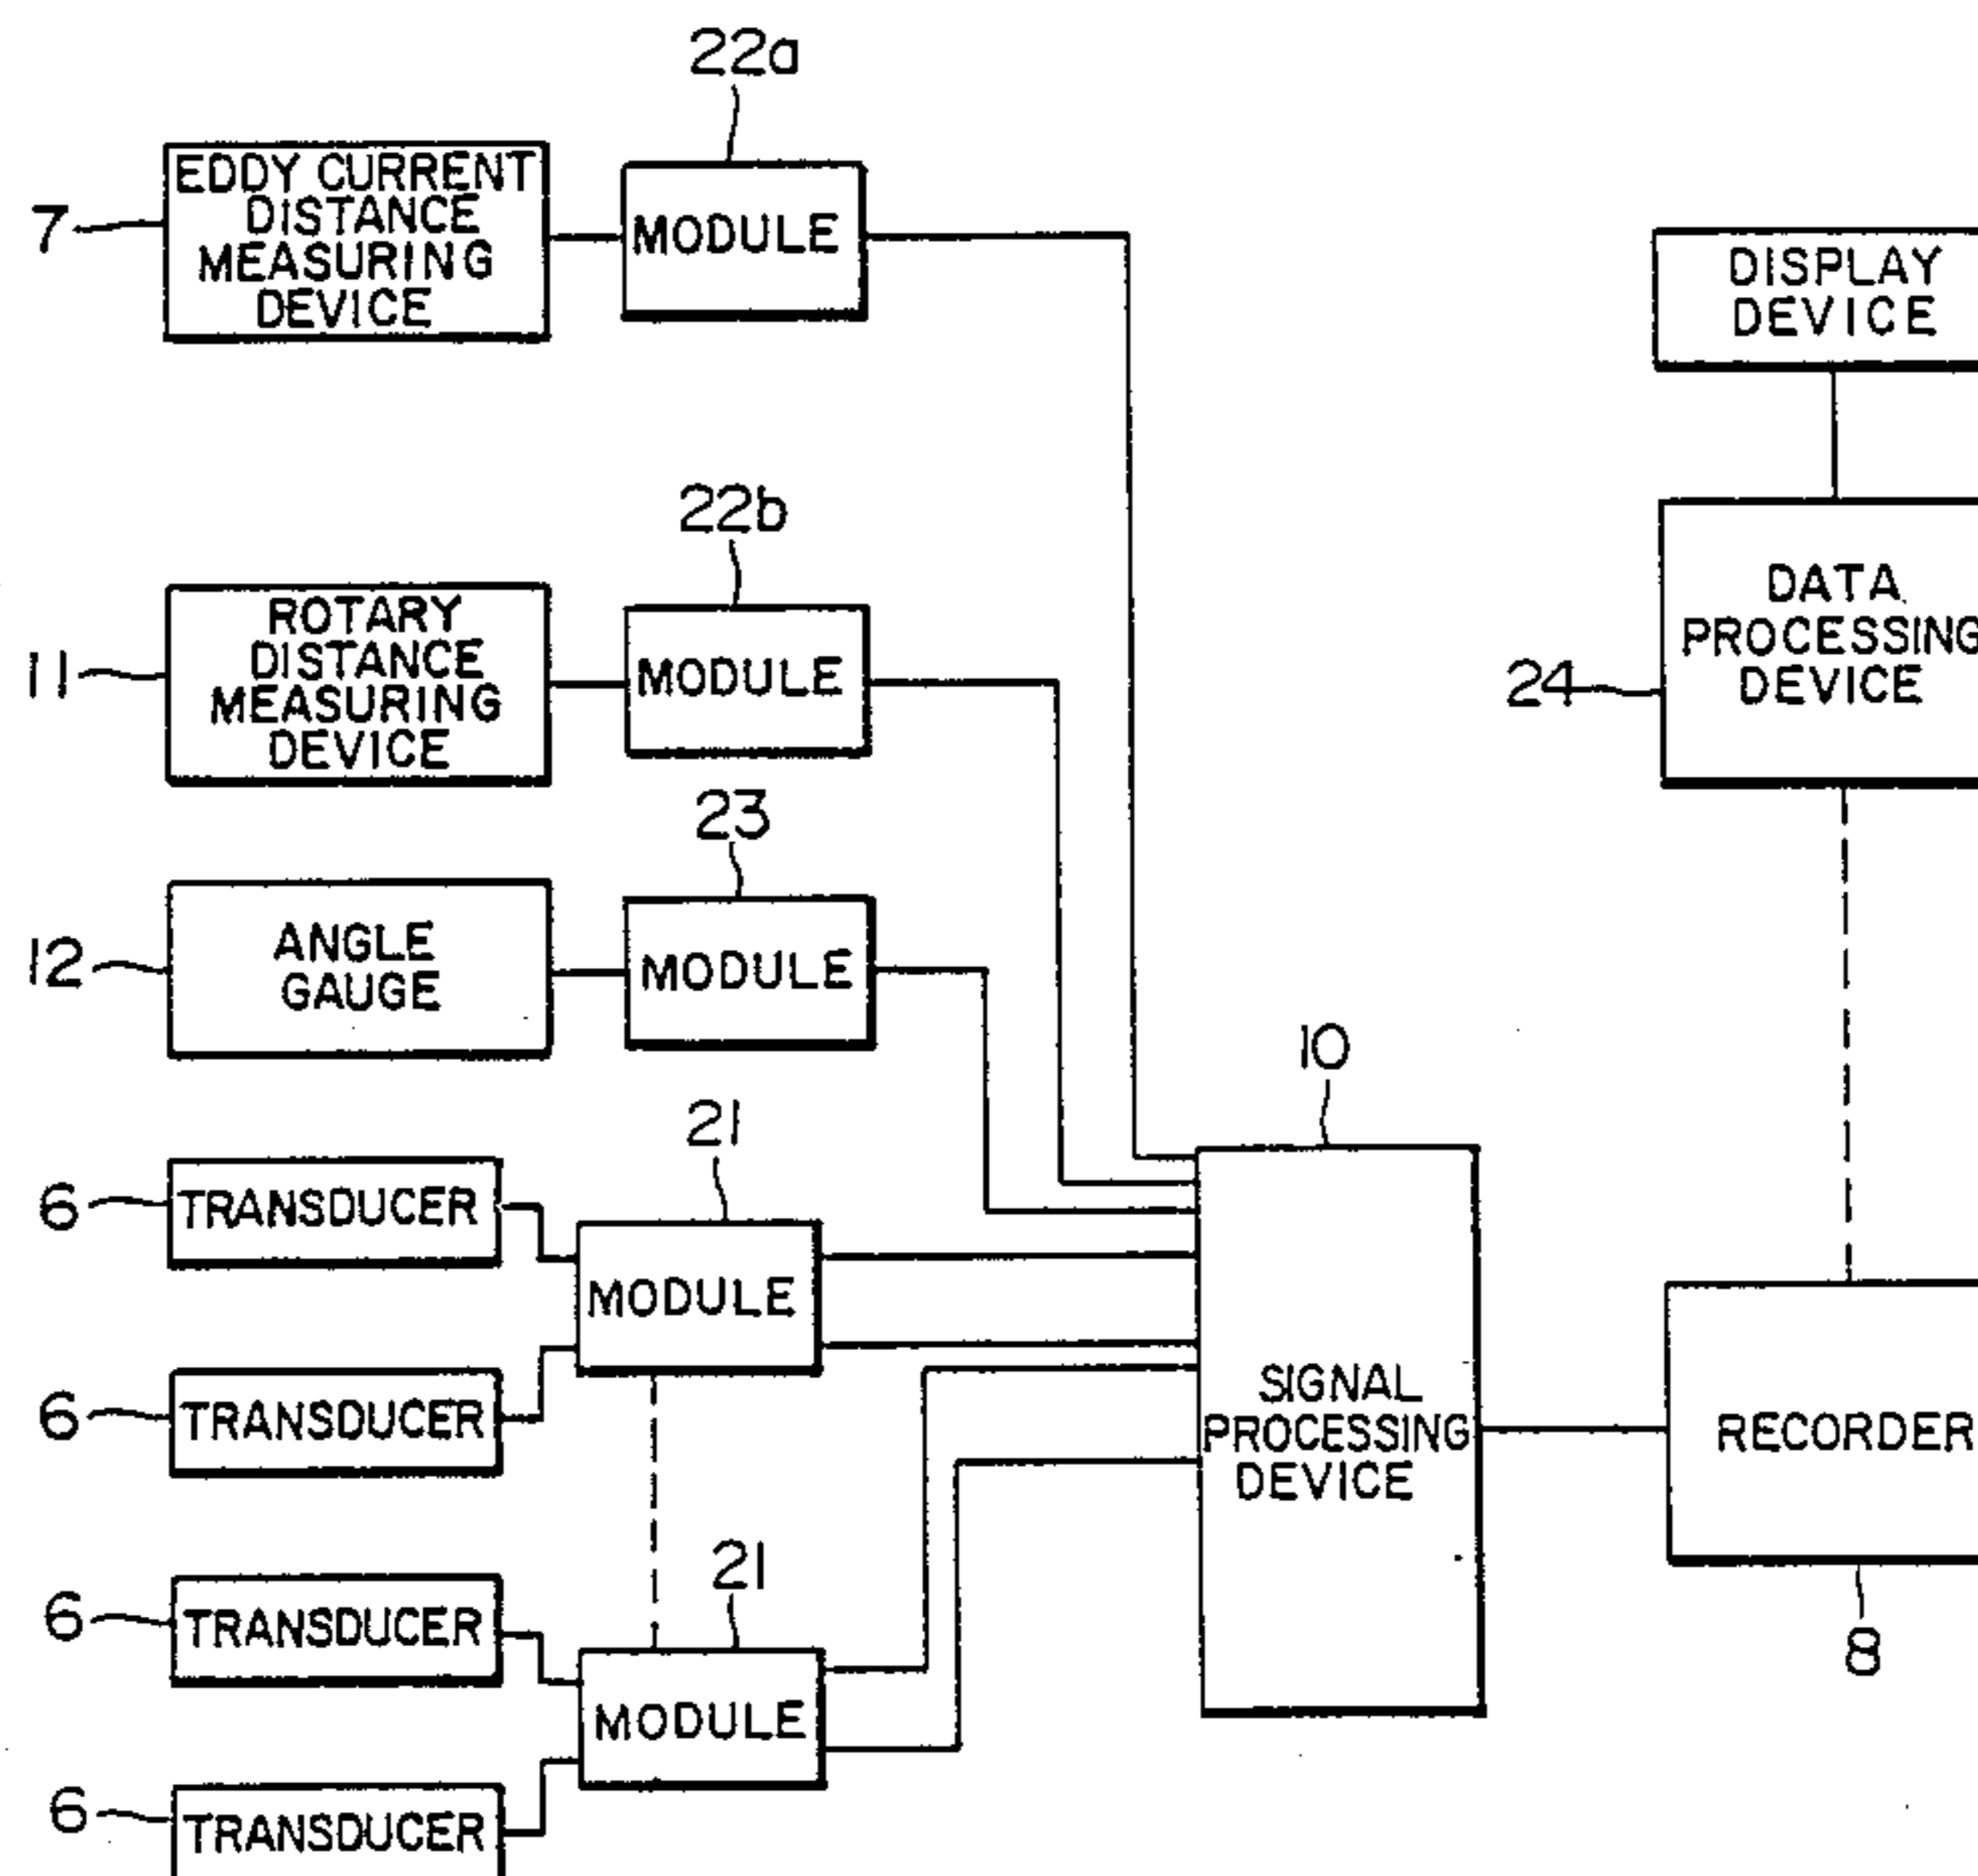 22a
EDDY CURRENT
DISTANCE
MEASURING
DEVICE
7
MODULE
DISPLAY
DEVICE
22b
ROTARY
DISTANCE
MEASURING
DEVICE
11
MODULE
DATA
PROCESSING
DEVICE
24
23
ANGLE
GAUGE
12
MODULE
10
21
6
TRANSDUCER
MODULE
6
TRANSDUCER
SIGNAL
PROCESSING
DEVICE
RECORDER
8
21
6
TRANSDUCER
MODULE
6
TRANSDUCER